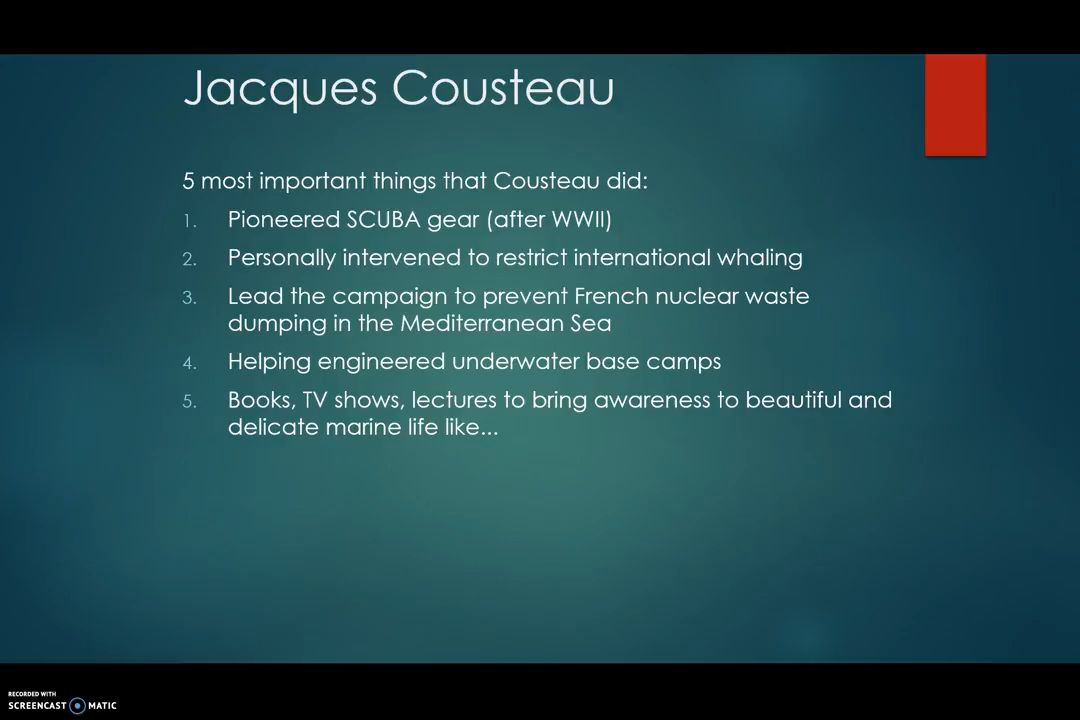 Jacques Cousteau
5 most important things that Cousteau did:
1. Pioneered SCUBA gear (after WWII)
2. Personally intervened to restrict international whaling
3. Lead the campaign to prevent French nuclear waste
dumping in the Mediterranean Sea
4. Helping engineered underwater base camps
5. Books, TV shows, lectures to bring awareness to beautiful and
delicate marine life like...
RECORDED WITH
SCREENCAST MATIC